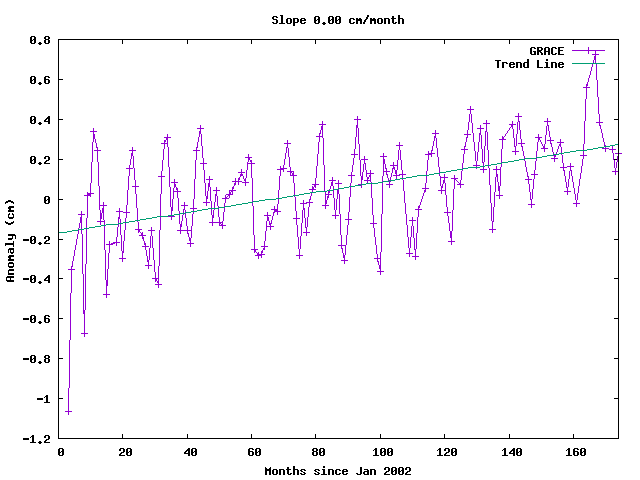 Slope 0.00 cm/month
GRACE
Trend Line
0.8
0.6
0.4
0.2
0
-0.2
-0.4
-0.6
-0.8
-1
-1.2
Anomaly (cm)
0 20 40 60 80 100 120 140 160
Months since Jan 2002